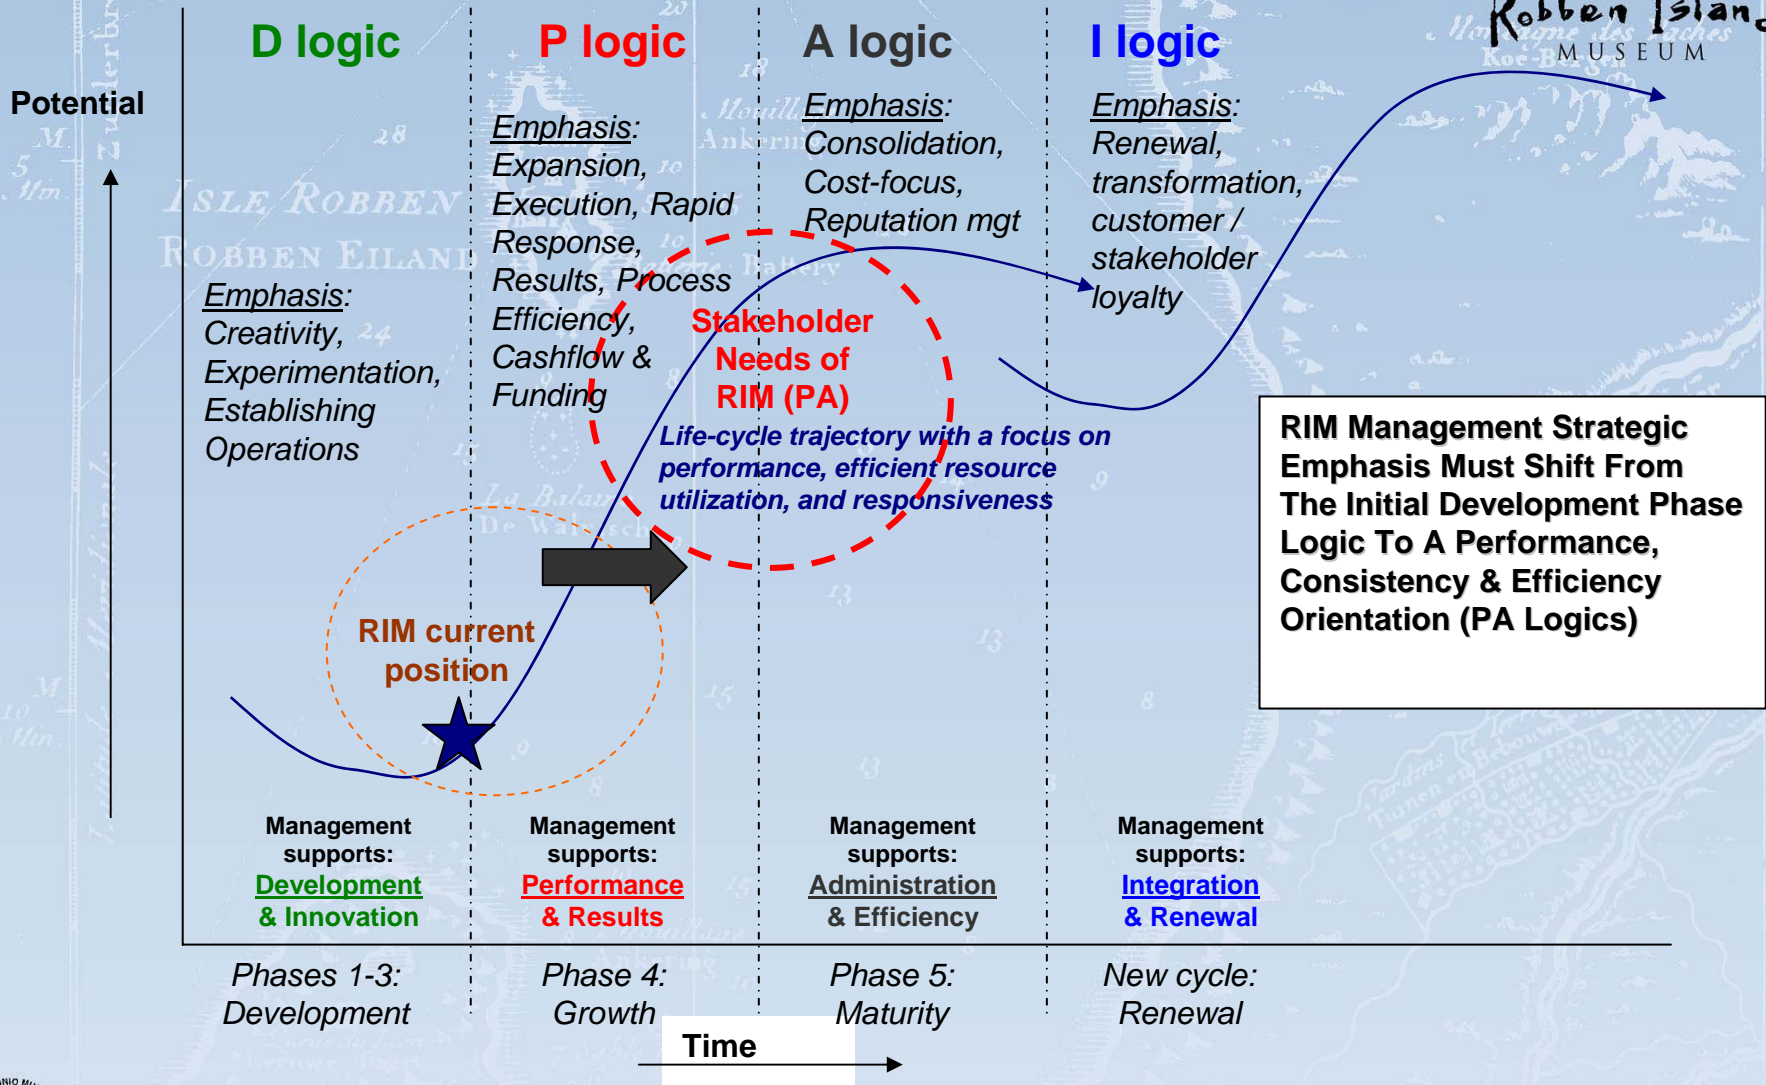 D logic
P logic
A logic
I logic
Robben Islan
MUSEUM
Potential
Emphasis:
Creativity,
Experimentation,
Establishing
Operations
Emphasis:
Expansion,
Execution, Rapid
Response,
Results, Process
Efficiency,
Cashflow &
Funding
Emphasis:
Consolidation,
Cost-focus,
Reputation mgt
Emphasis:
Renewal,
transformation,
customer /
stakeholder
loyalty
ISLE ROBBEN
ROBBEN EILAND
Stakeholder
Needs of
RIM (PA)
Life-cycle trajectory with a focus on
performance, efficient resource
utilization, and responsiveness
RIM current
position
RIM Management Strategic
Emphasis Must Shift From
The Initial Development Phase
Logic To A Performance,
Consistency & Efficiency
Orientation (PA Logics)
Management
supports:
Development
& Innovation
Management
supports:
Performance
& Results
Management
supports:
Administration
& Efficiency
Management
supports:
Integration
& Renewal
Phases 1-3:
Development
Phase 4:
Growth
Phase 5:
Maturity
New cycle:
Renewal
Time